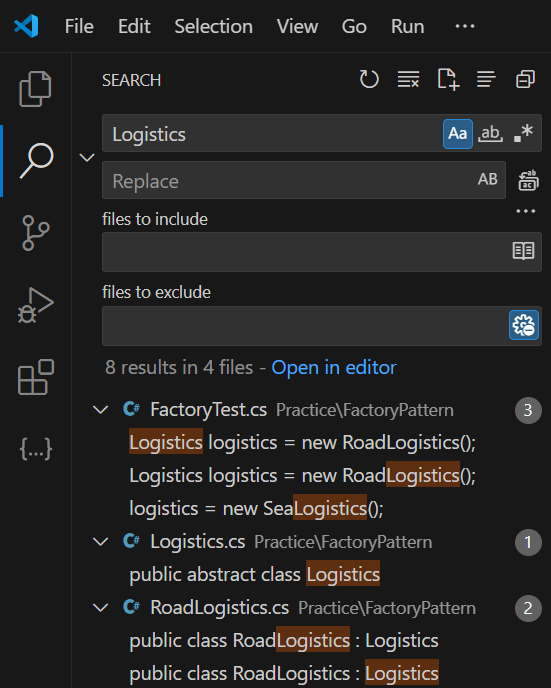 File Edit Selection View Go Run ...
SEARCH
Logistics Aa ab .*
Replace AB
files to include
files to exclude
8 results in 4 files - Open in editor
C# FactoryTest.cs Practice\FactoryPattern 3
Logistics logistics = new RoadLogistics();
Logistics logistics = new RoadLogistics();
logistics = new SeaLogistics();
C# Logistics.cs Practice\FactoryPattern 1
public abstract class Logistics
C# RoadLogistics.cs Practice\FactoryPattern 2
public class RoadLogistics : Logistics
public class RoadLogistics : Logistics